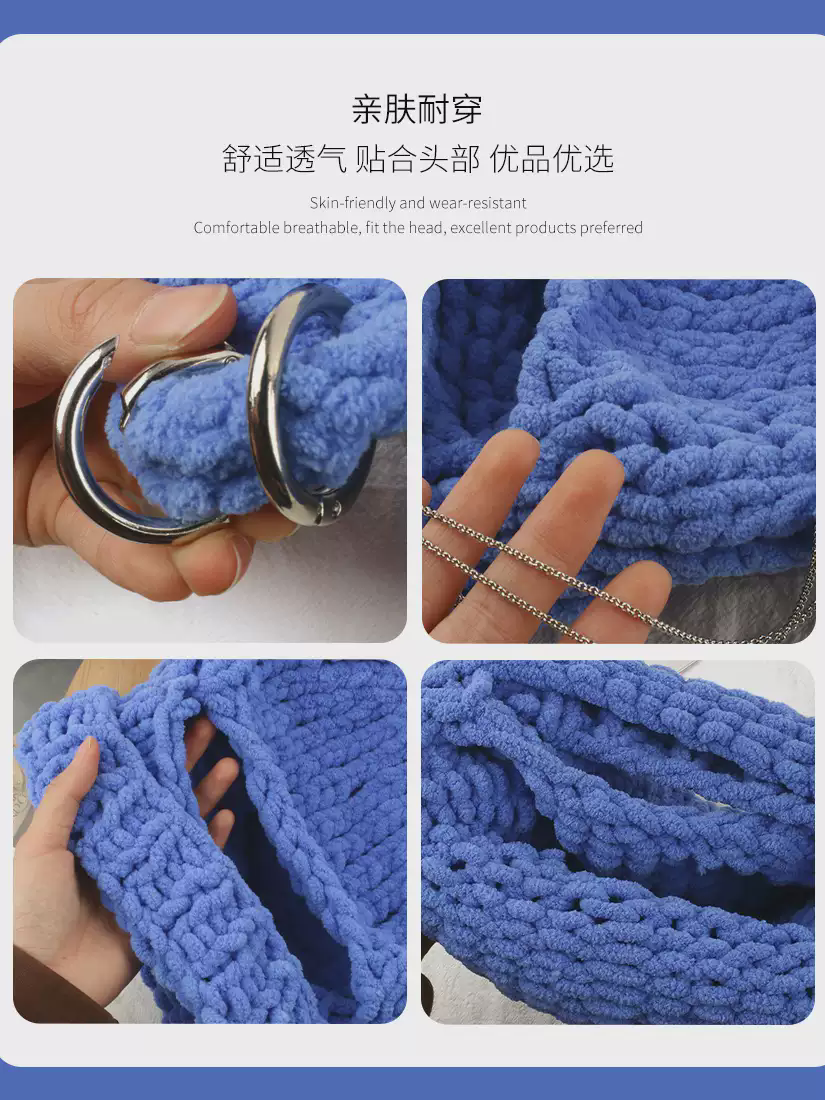 亲肤耐穿
舒适透气 贴合头部 优品优选
Skin-friendly and wear-resistant
Comfortable breathable, fit the head, excellent products preferred